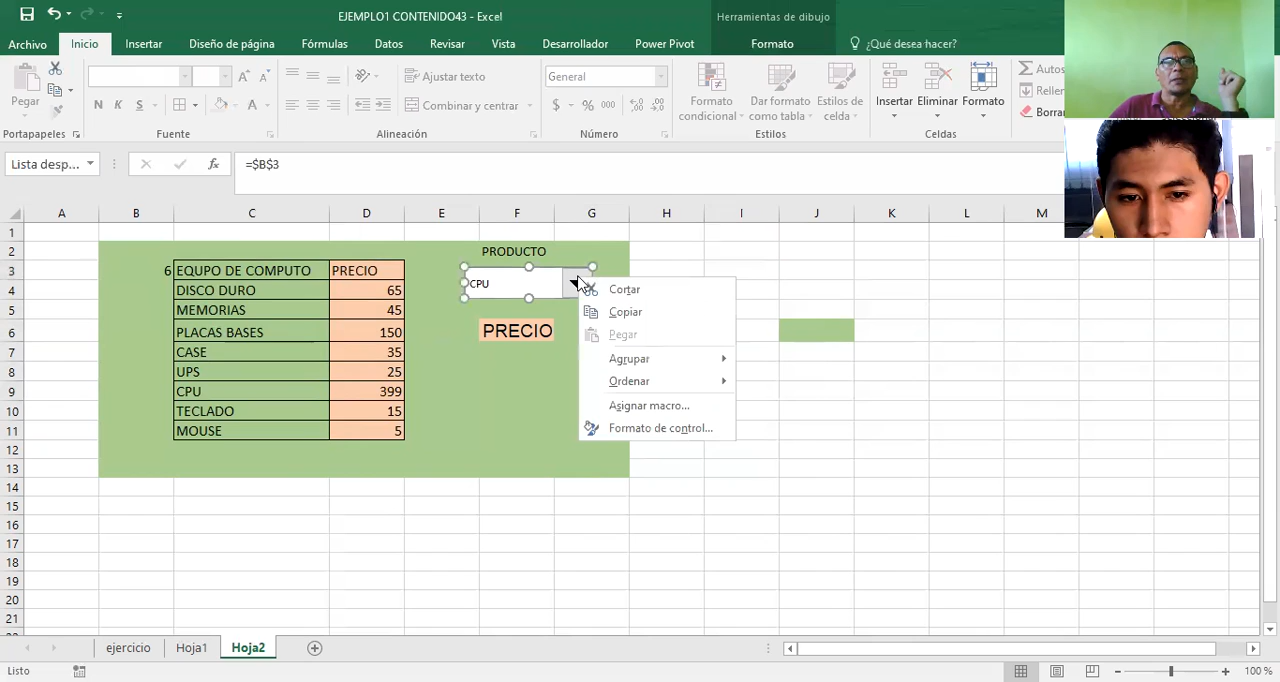 EJEMPLO1 CONTENIDO43 - Excel
Herramientas de dibujo
Archivo Inicio Insertar Diseño de página Fórmulas Datos Revisar Vista Desarrollador Power Pivot Formato ¿Qué desea hacer?
Pegar
N K S
Ajustar texto
Combinar y centrar
General
$ % 000
Formato condicional
Dar formato como tabla
Estilos de celda
Insertar Eliminar Formato
Autos
Reller
Borra
Portapapeles Fuente Alineación Número Estilos Celdas
Lista desp... fx =$B$3
A B C D E F G H I J K L M
1
2 PRODUCTO
3 6 EQUPO DE COMPUTO PRECIO
CPU
4 DISCO DURO 65
5 MEMORIAS 45
6 PLACAS BASES 150 PRECIO
7 CASE 35
8 UPS 25
9 CPU 399
10 TECLADO 15
11 MOUSE 5
12
13
14
15
16
17
18
19
20
21
Cortar
Copiar
Pegar
Agrupar
Ordenar
Asignar macro...
Formato de control...
ejercicio Hoja1 Hoja2
Listo
100 %